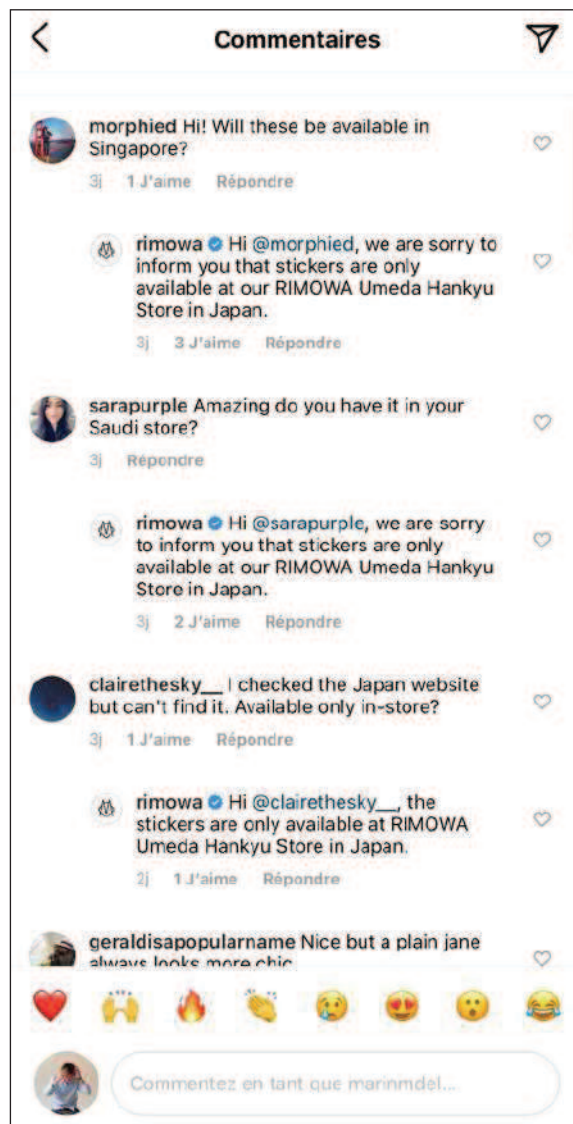 Commentaires
morphied Hi! Will these be available in
Singapore?
3j 1 J'aime Répondre
rimowa Hi @morphied, we are sorry to
inform you that stickers are only
available at our RIMOWA Umeda Hankyu
Store in Japan.
3j 3 J'aime Répondre
sarapurple Amazing do you have it in your
Saudi store?
3j Répondre
rimowa Hi @sarapurple, we are sorry
to inform you that stickers are only
available at our RIMOWA Umeda Hankyu
Store in Japan.
3j 2 J'aime Répondre
clairethesky__ I checked the Japan website
but can't find it. Available only in-store?
3j 1 J'aime Répondre
rimowa Hi @clairethesky__, the
stickers are only available at RIMOWA
Umeda Hankyu Store in Japan.
2j 1 J'aime Répondre
geraldisapopularname Nice but a plain jane
always looks more chic
Commentez en tant que marinmdel...